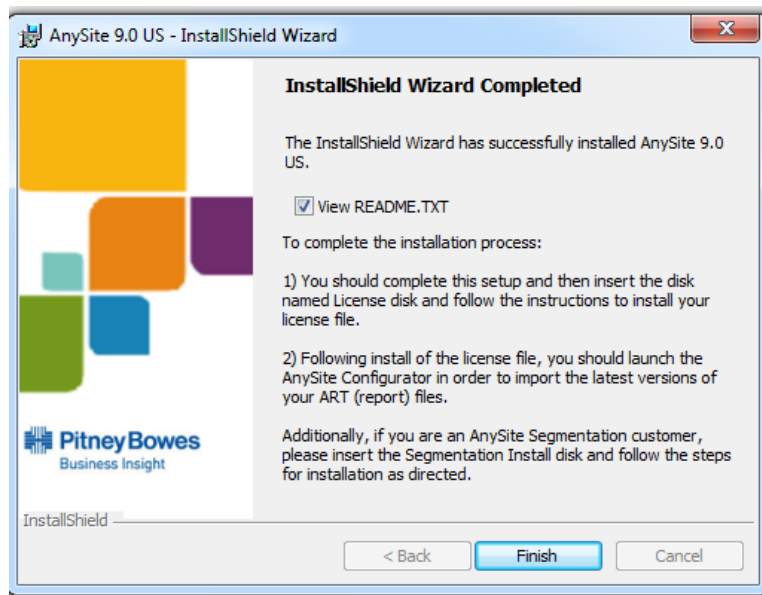 AnySite 9.0 US - InstallShield Wizard
InstallShield Wizard Completed
The InstallShield Wizard has successfully installed AnySite 9.0
US.
View README.TXT
To complete the installation process:
1) You should complete this setup and then insert the disk
named License disk and follow the instructions to install your
license file.
2) Following install of the license file, you should launch the
AnySite Configurator in order to import the latest versions of
your ART (report) files.
Additionally, if you are an AnySite Segmentation customer,
please insert the Segmentation Install disk and follow the steps
for installation as directed.
Pitney Bowes
Business Insight
InstallShield
< Back
Finish
Cancel